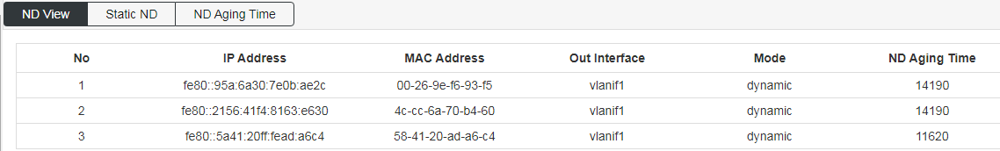 ND View Static ND ND Aging Time
No IP Address MAC Address Out Interface Mode ND Aging Time
1 fe80::95a:6a30:7e0b:ae2c 00-26-9e-f6-93-f5 vlanif1 dynamic 14190
2 fe80::2156:41f4:8163:e630 4c-cc-6a-70-b4-60 vlanif1 dynamic 14190
3 fe80::5a41:20ff:fead:a6c4 58-41-20-ad-a6-c4 vlanif1 dynamic 11620